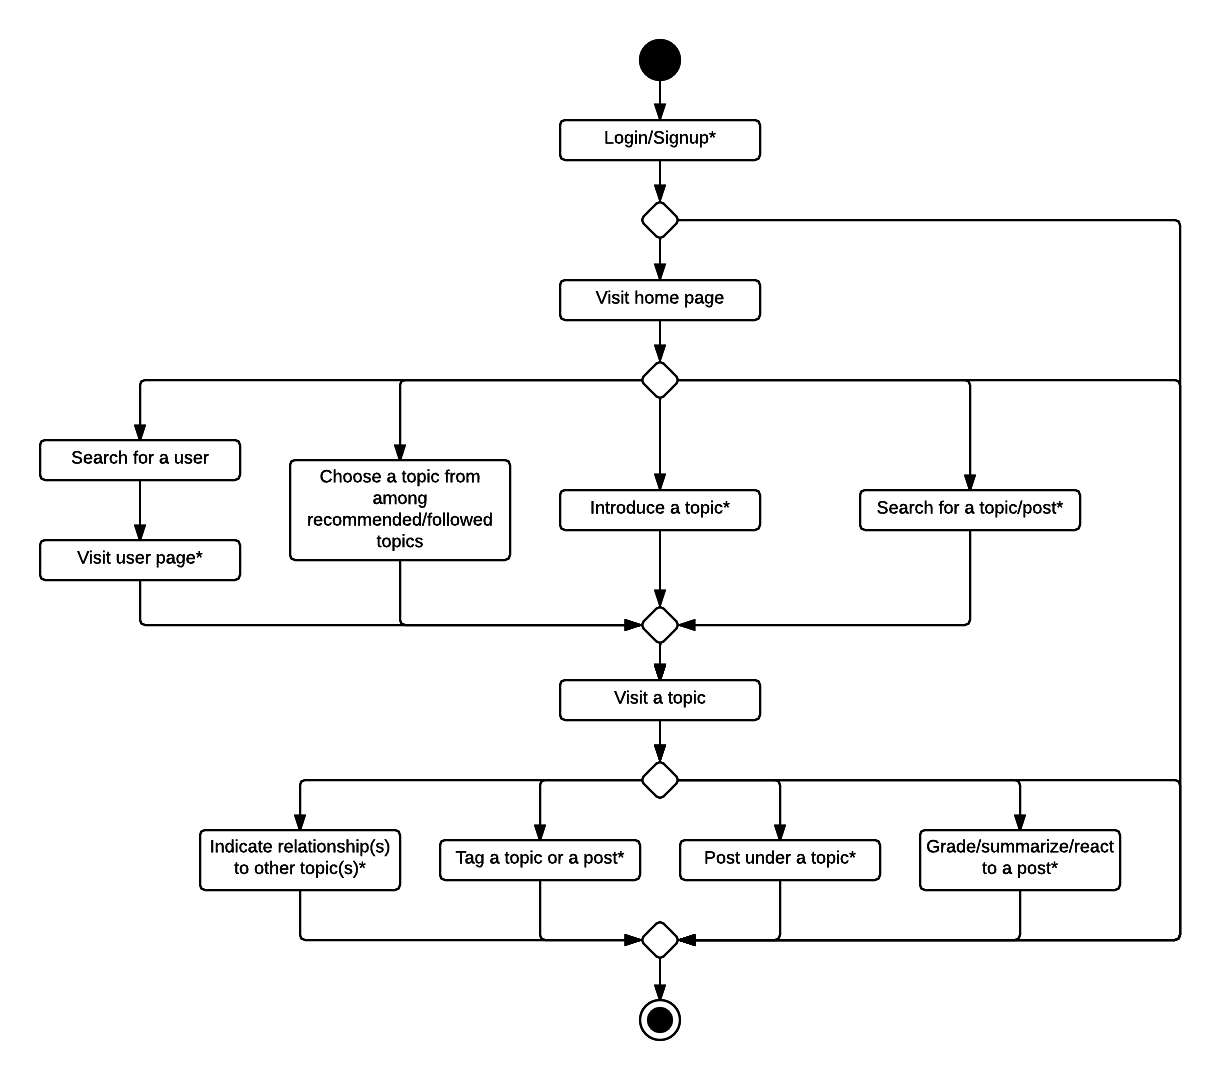 Login/Signup*
Visit home page
Search for a user
Choose a topic from
among
recommended/followed
topics
Introduce a topic*
Search for a topic/post*
Visit user page*
Visit a topic
Indicate relationship(s)
to other topic(s)*
Tag a topic or a post*
Post under a topic*
Grade/summarize/react
to a post*